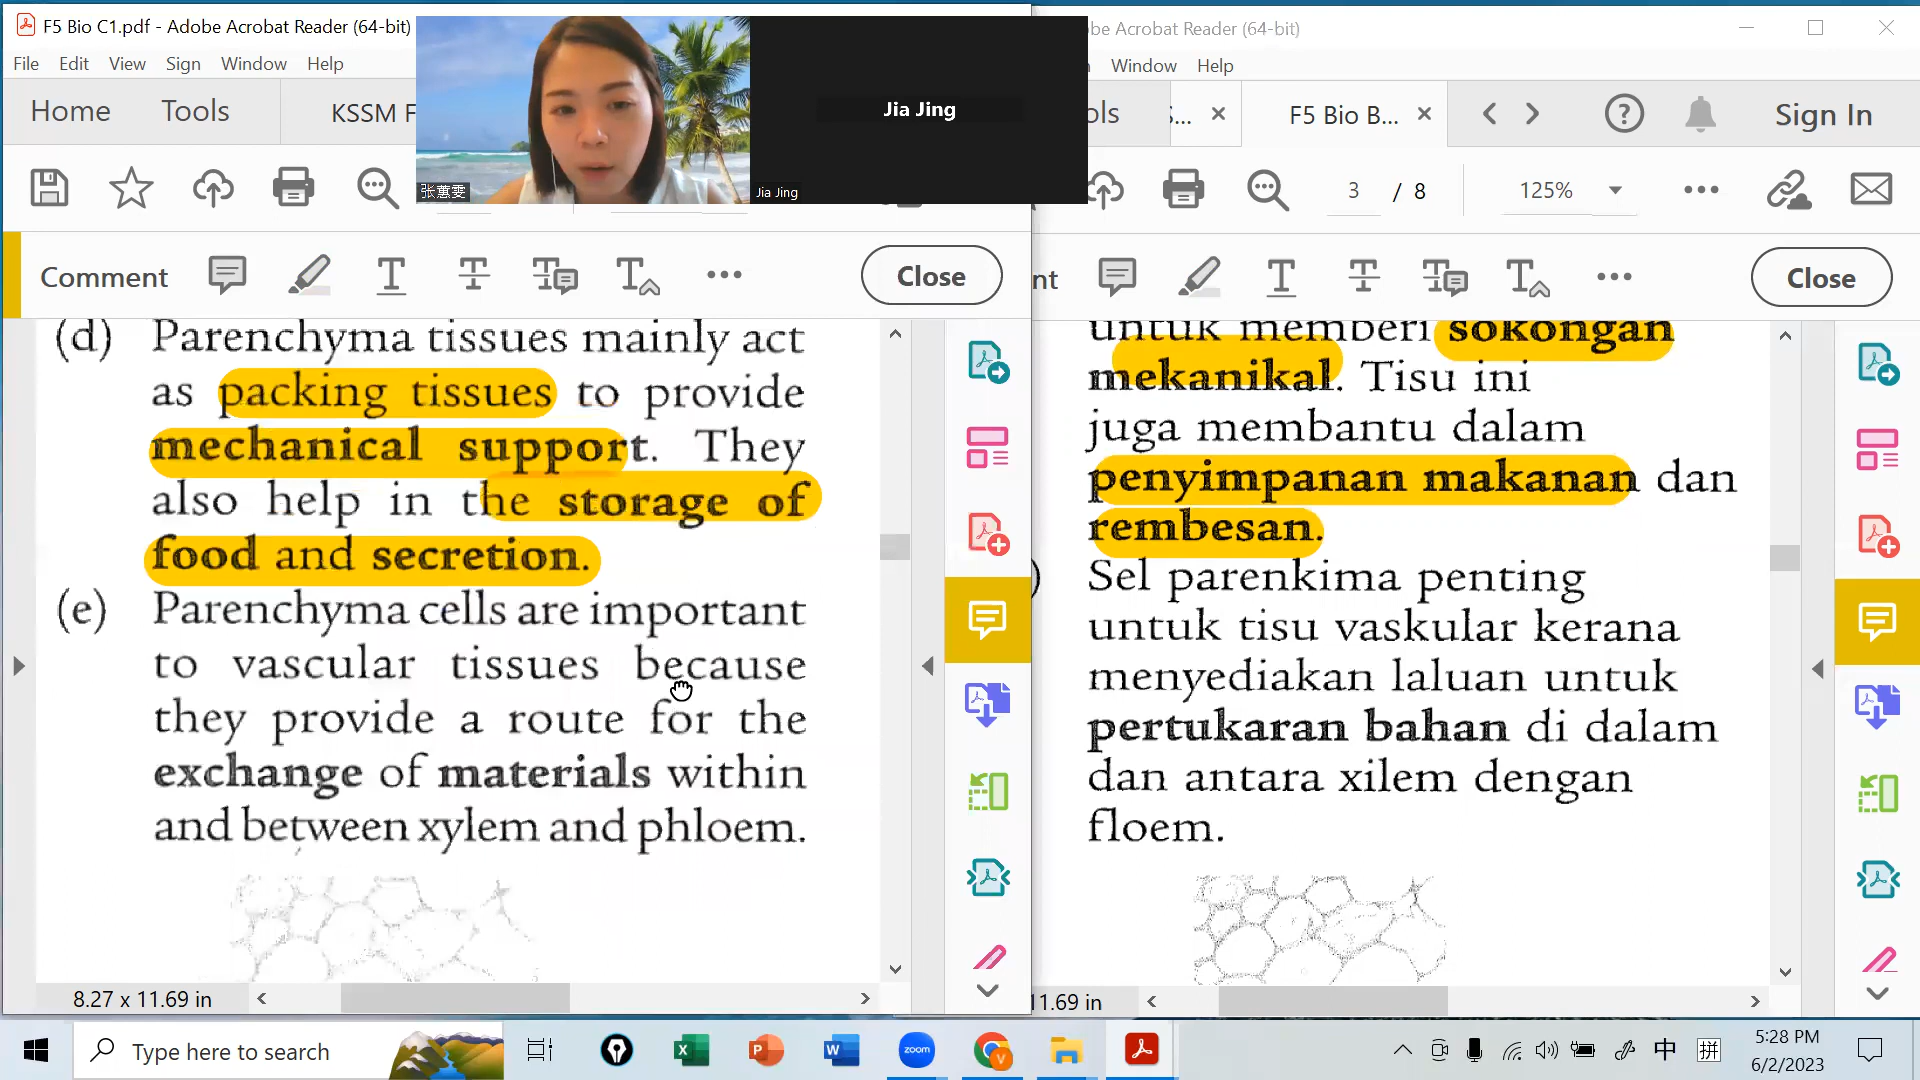 F5 Bio C1.pdf - Adobe Acrobat Reader (64-bit)
be Acrobat Reader (64-bit)
File Edit View Sign Window Help
Window Help
Home Tools KSSM F
F5 Bio B... Sign In
张蕙雯
Jia Jing
Jia Jing
3 / 8
125%
Comment
Close
nt
Close
(d) Parenchyma tissues mainly act
as packing tissues to provide
mechanical support. They
also help in the storage of
food and secretion.
(e) Parenchyma cells are important
to vascular tissues because
they provide a route for the
exchange of materials within
and between xylem and phloem.
8.27 x 11.69 in
untuk memberi sokongan
mekanikal. Tisu ini
juga membantu dalam
penyimpanan makanan dan
rembesan.
Sel parenkima penting
untuk tisu vaskular kerana
menyediakan laluan untuk
pertukaran bahan di dalam
dan antara xilem dengan
floem.
11.69 in
Type here to search
zoom
V
中
拼
5:28 PM
6/2/2023